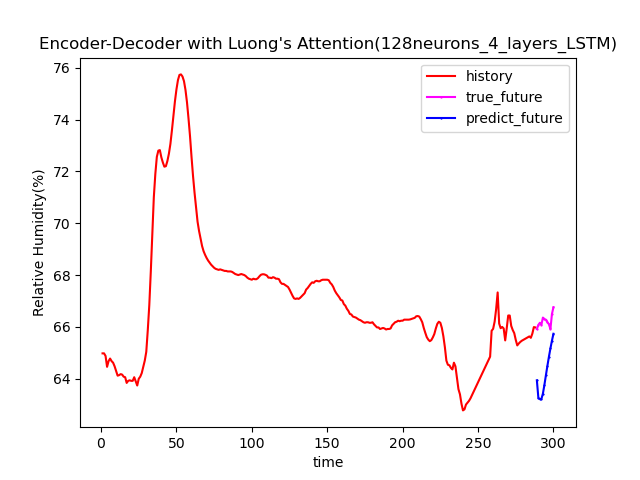 Encoder-Decoder with Luong's Attention(128neurons_4_layers_LSTM)
history
true_future
predict_future
Relative Humidity(%)
76
74
72
70
68
66
64
0 50 100 150 200 250 300
time